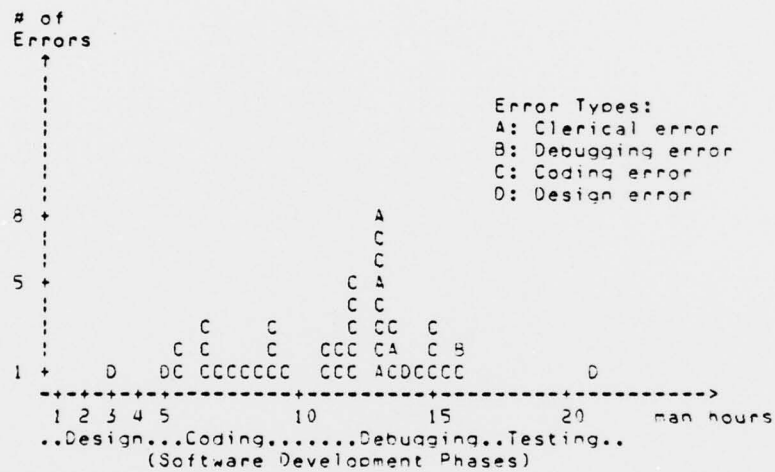 # of
Errors
Error Types:
A: Clerical error
B: Debugging error
C: Coding error
D: Design error
8 + A
C
C
5 + C A
C C
C C C CC C
C C C CCC CA C B
1 + D DC CCCCCCC CCC ACDCCCC D
1 2 3 4 5 10 15 20 man hours
..Design...Coding.......Debugging..Testing..
(Software Development Phases)